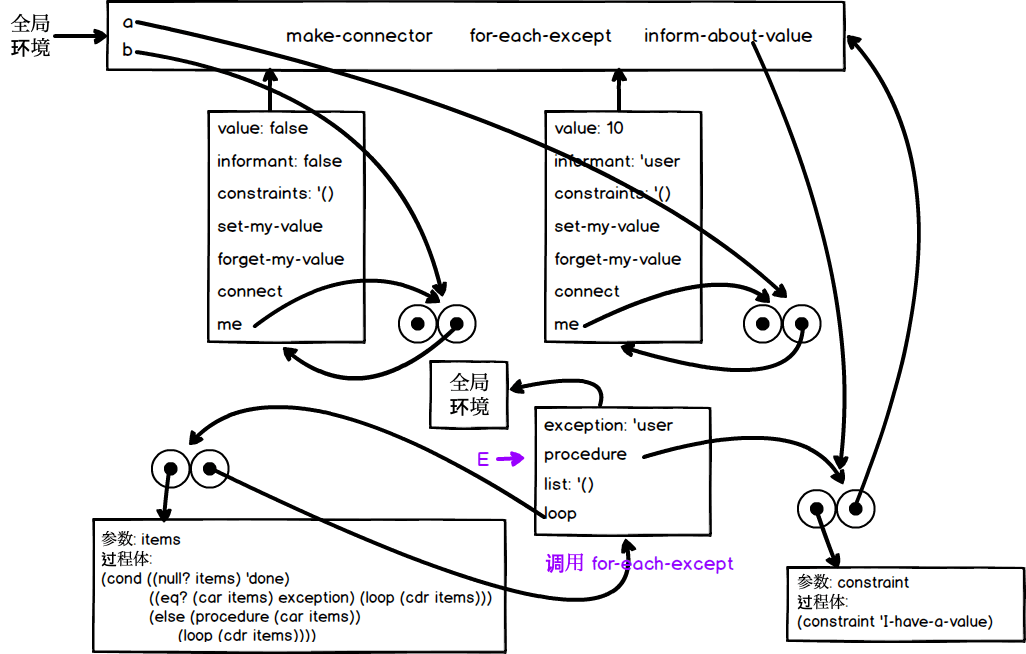 全局
环境
a
b
make-connector for-each-except inform-about-value
value: false
informant: false
constraints: '()
set-my-value
forget-my-value
connect
me
value: 10
informant: 'user
constraints: '()
set-my-value
forget-my-value
connect
me
全局
环境
E
exception: 'user
procedure
list: '()
loop
调用 for-each-except
参数: items
过程体:
(cond ((null? items) 'done)
((eq? (car items) exception) (loop (cdr items)))
(else (procedure (car items))
(loop (cdr items))))
参数: constraint
过程体:
(constraint 'I-have-a-value)